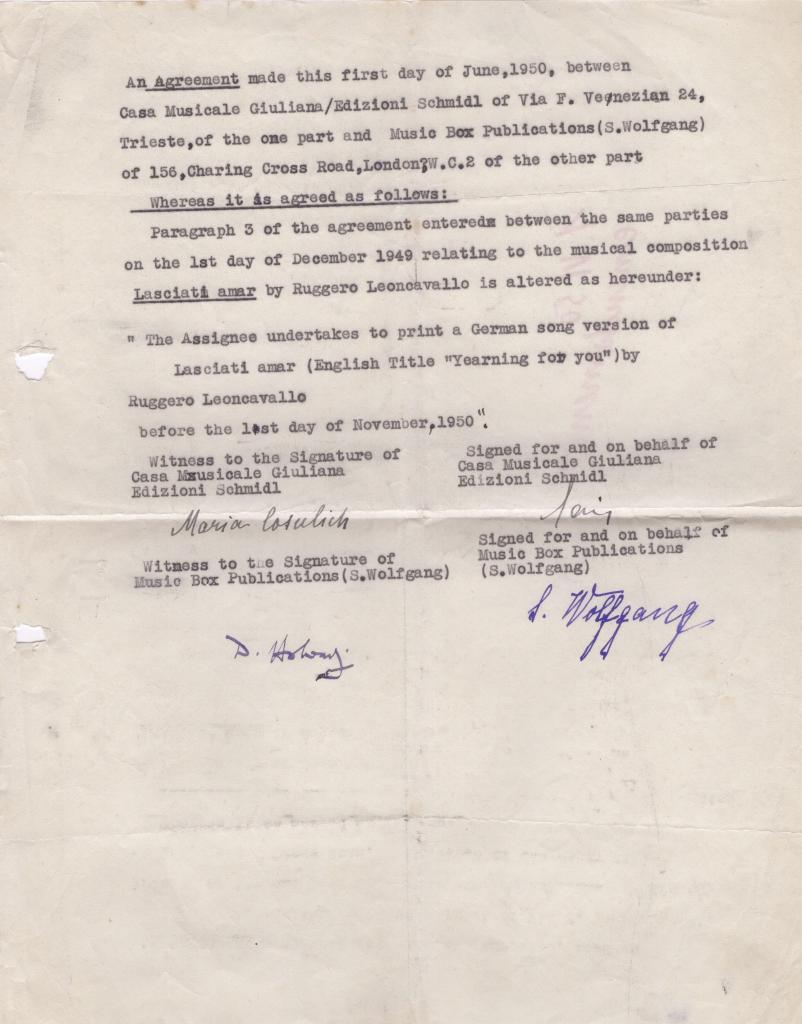 An Agreement made this first day of June,1950, between
Casa Musicale Giuliana/Edizioni Schmidl of Via F. Venezian 24,
Trieste,of the one part and Music Box Publications(S.Wolfgang)
of 156,Charing Cross Road,London,W.C.2 of the other part
Whereas it is agreed as follows:
Paragraph 3 of the agreement entered between the same parties
on the 1st day of December 1949 relating to the musical composition
Lasciati amar by Ruggero Leoncavallo is altered as hereunder:
" The Assignee undertakes to print a German song version of
Lasciati amar (English Title "Yearning for you")by
Ruggero Leoncavallo
before the last day of November,1950".
Witness to the Signature of
Casa Musicale Giuliana
Edizioni Schmidl
Signed for and on behalf of
Casa Musicale Giuliana
Edizioni Schmidl
Maria Cosulich
Witness to the Signature of
Music Box Publications(S.Wolfgang)
Signed for and on behalf of
Music Box Publications
(S.Wolfgang)
S. Wolfgang
D.